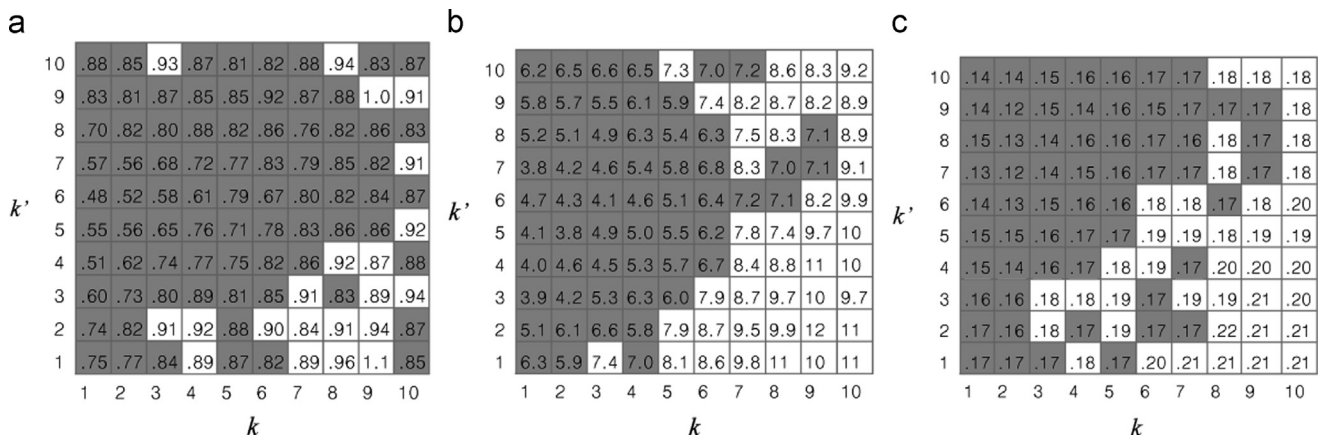 a
10 .88 .85 .93 .87 .81 .82 .88 .94 .83 .87
9 .83 .81 .87 .85 .85 .92 .87 .88 1.0 .91
8 .70 .82 .80 .88 .82 .86 .76 .82 .86 .83
7 .57 .56 .68 .72 .77 .83 .79 .85 .82 .91
6 .48 .52 .58 .61 .79 .67 .80 .82 .84 .87
k'
5 .55 .56 .65 .76 .71 .78 .83 .86 .86 .92
4 .51 .62 .74 .77 .75 .82 .86 .92 .87 .88
3 .60 .73 .80 .89 .81 .85 .91 .83 .89 .94
2 .74 .82 .91 .92 .88 .90 .84 .91 .94 .87
1 .75 .77 .84 .89 .87 .82 .89 .96 1.1 .85
1 2 3 4 5 6 7 8 9 10
k
b
10 6.2 6.5 6.6 6.5 7.3 7.0 7.2 8.6 8.3 9.2
9 5.8 5.7 5.5 6.1 5.9 7.4 8.2 8.7 8.2 8.9
8 5.2 5.1 4.9 6.3 5.4 6.3 7.5 8.3 7.1 8.9
7 3.8 4.2 4.6 5.4 5.8 6.8 8.3 7.0 7.1 9.1
6 4.7 4.3 4.1 4.6 5.1 6.4 7.2 7.1 8.2 9.9
k'
5 4.1 3.8 4.9 5.0 5.5 6.2 7.8 7.4 9.7 10
4 4.0 4.6 4.5 5.3 5.7 6.7 8.4 8.8 11 10
3 3.9 4.2 5.3 6.3 6.0 7.9 8.7 9.7 10 9.7
2 5.1 6.1 6.6 5.8 7.9 8.7 9.5 9.9 12 11
1 6.3 5.9 7.4 7.0 8.1 8.6 9.8 11 10 11
1 2 3 4 5 6 7 8 9 10
k
c
10 .14 .14 .15 .16 .16 .17 .17 .18 .18 .18
9 .14 .12 .15 .14 .16 .15 .17 .17 .17 .18
8 .15 .13 .14 .16 .16 .17 .16 .18 .17 .18
7 .13 .12 .15 .16 .16 .17 .17 .18 .17 .18
6 .14 .13 .15 .16 .16 .18 .18 .17 .18 .20
k'
5 .15 .15 .16 .17 .17 .19 .19 .18 .19 .19
4 .15 .14 .16 .17 .18 .19 .17 .20 .20 .20
3 .16 .16 .18 .18 .19 .17 .19 .19 .21 .20
2 .17 .16 .18 .17 .19 .17 .17 .22 .21 .21
1 .17 .17 .17 .18 .17 .20 .21 .21 .21 .21
1 2 3 4 5 6 7 8 9 10
k